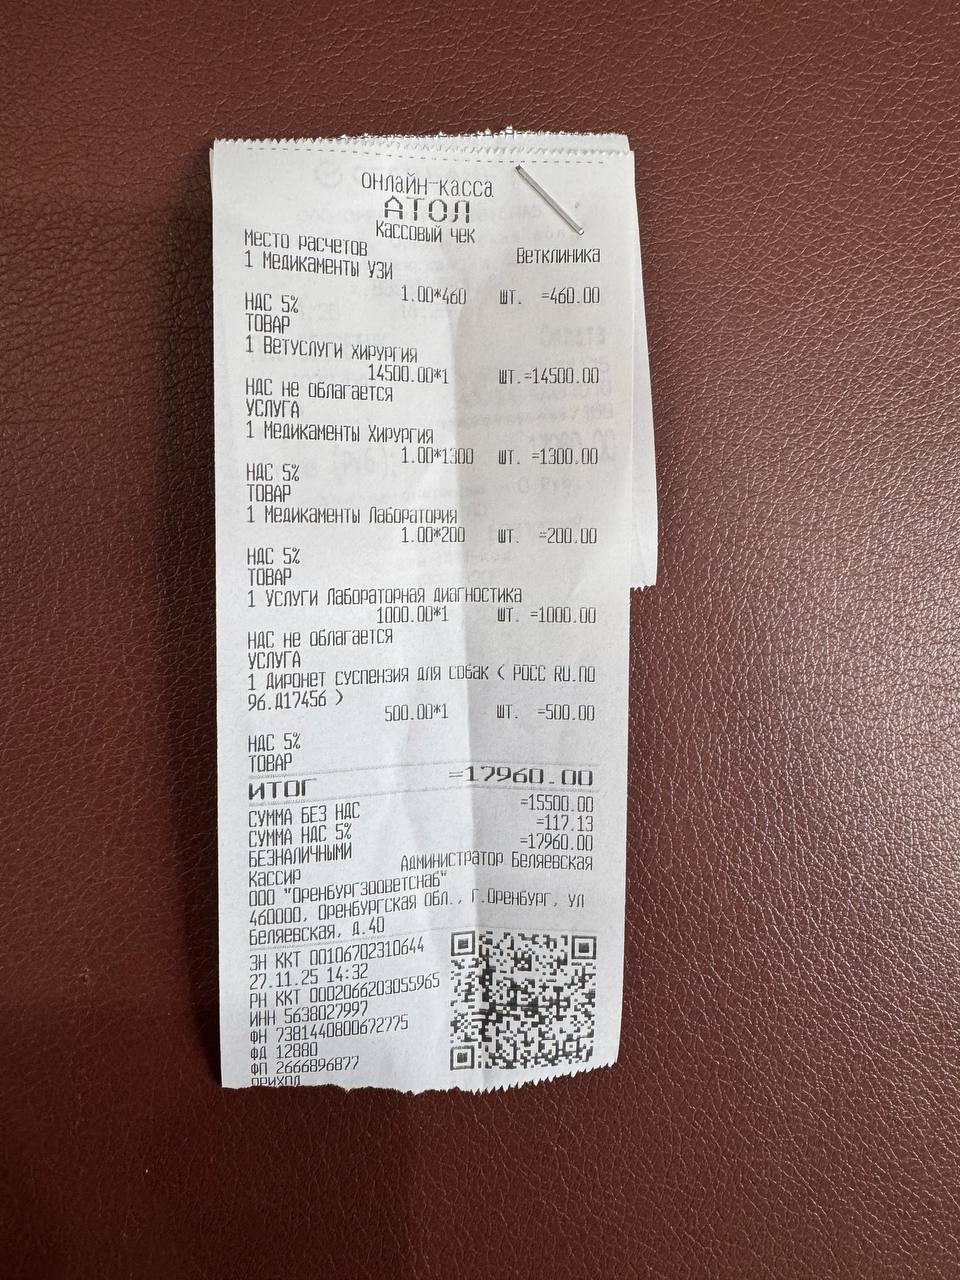 ОНЛАЙН-КАССА
АТОЛ
КАССОВЫЙ ЧЕК
МЕСТО РАСЧЕТОВ ВЕТКЛИНИКА
1 МЕДИКАМЕНТЫ УЗИ
1.00*460 ШТ. =460.00
НДС 5%
ТОВАР
1 ВЕТУСЛУГИ ХИРУРГИЯ
14500.00*1 ШТ.=14500.00
НДС НЕ ОБЛАГАЕТСЯ
УСЛУГА
1 МЕДИКАМЕНТЫ ХИРУРГИЯ
1.00*1300 ШТ. =1300.00
НДС 5%
ТОВАР
1 МЕДИКАМЕНТЫ ЛАБОРАТОРИЯ
1.00*200 ШТ. =200.00
НДС 5%
ТОВАР
1 УСЛУГИ ЛАБОРАТОРНАЯ ДИАГНОСТИКА
1000.00*1 ШТ. =1000.00
НДС НЕ ОБЛАГАЕТСЯ
УСЛУГА
1 ДИРОНЕТ СУСПЕНЗИЯ ДЛЯ СОБАК ( РОСС RU.ПО
96.Д17456 )
500.00*1 ШТ. =500.00
НДС 5%
ТОВАР
ИТОГ =17960.00
СУММА БЕЗ НДС =15500.00
СУММА НДС 5% =117.13
БЕЗНАЛИЧНЫМИ =17960.00
КАССИР АДМИНИСТРАТОР БЕЛЯЕВСКАЯ
ООО "ОРЕНБУРГЗООВЕТСНАБ"
460000, ОРЕНБУРГСКАЯ ОБЛ., Г.ОРЕНБУРГ, УЛ
БЕЛЯЕВСКАЯ, Д.40
ЗН ККТ 00106702310644
27.11.25 14:32
РН ККТ 0002066203055965
ИНН 5638027997
ФН 7381440800672775
ФД 12880
ФП 2666896877
ПРИХОД